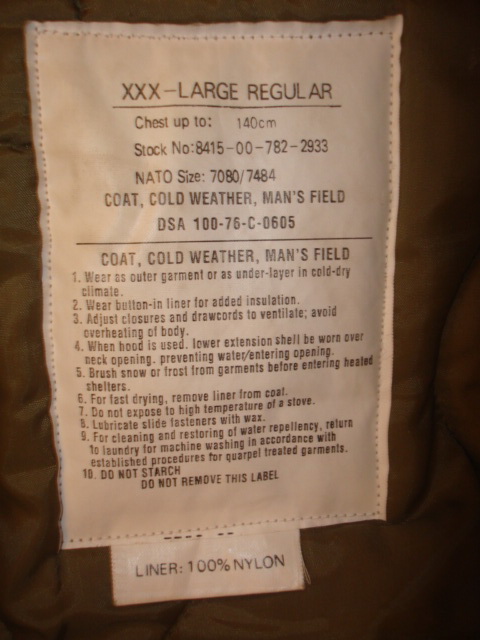 XXX-LARGE REGULAR
Chest up to: 140cm
Stock No:8415-00-782-2933
NATO Size: 7080/7484
COAT, COLD WEATHER, MAN'S FIELD
DSA 100-76-C-0605
COAT, COLD WEATHER, MAN'S FIELD
1. Wear as outer garment or as under-layer in cold-dry
climate.
2. Wear button-in liner for added insulation.
3. Adjust closures and drawcords to ventilate; avoid
overheating of body.
4. When hood is used. lower extension shell be worn over
neck opening. preventing water/entering opening.
5. Brush snow or frost from garments before entering heated
shelters.
6. For fast drying, remove liner from coat.
7. Do not expose to high temperature of a stove.
8. Lubricate slide fasteners with wax.
9. For cleaning and restoring of water repellency, return
to laundry for machine washing in accordance with
established procedures for quarpel treated garments.
10. DO NOT STARCH
DO NOT REMOVE THIS LABEL
LINER: 100% NYLON